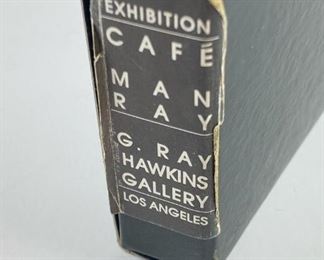 EXHIBITION
CAFÉ
MAN
RAY
G. RAY
HAWKINS
GALLERY
LOS ANGELES